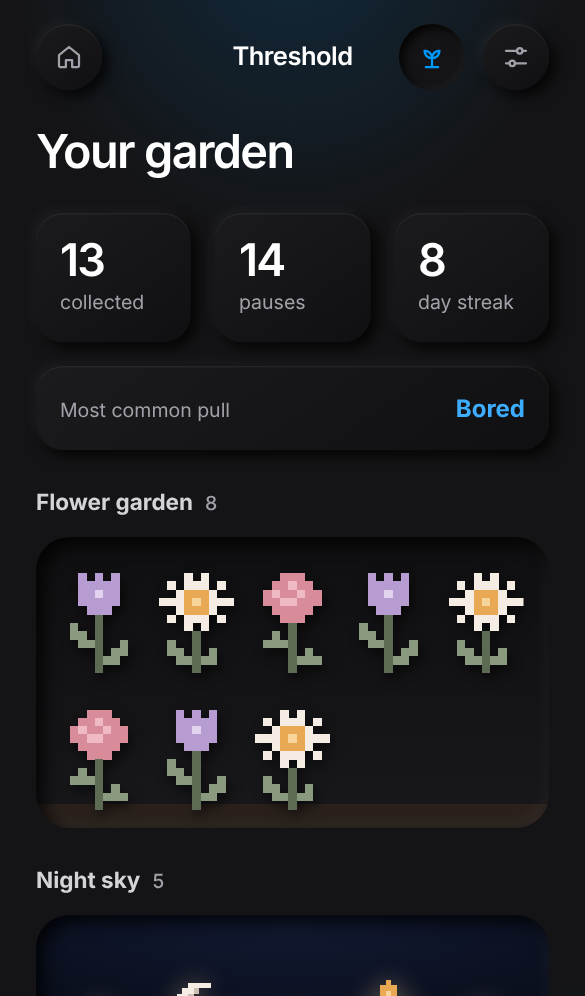 Threshold
Your garden
13
collected
14
pauses
8
day streak
Most common pull
Bored
Flower garden 8
Night sky 5